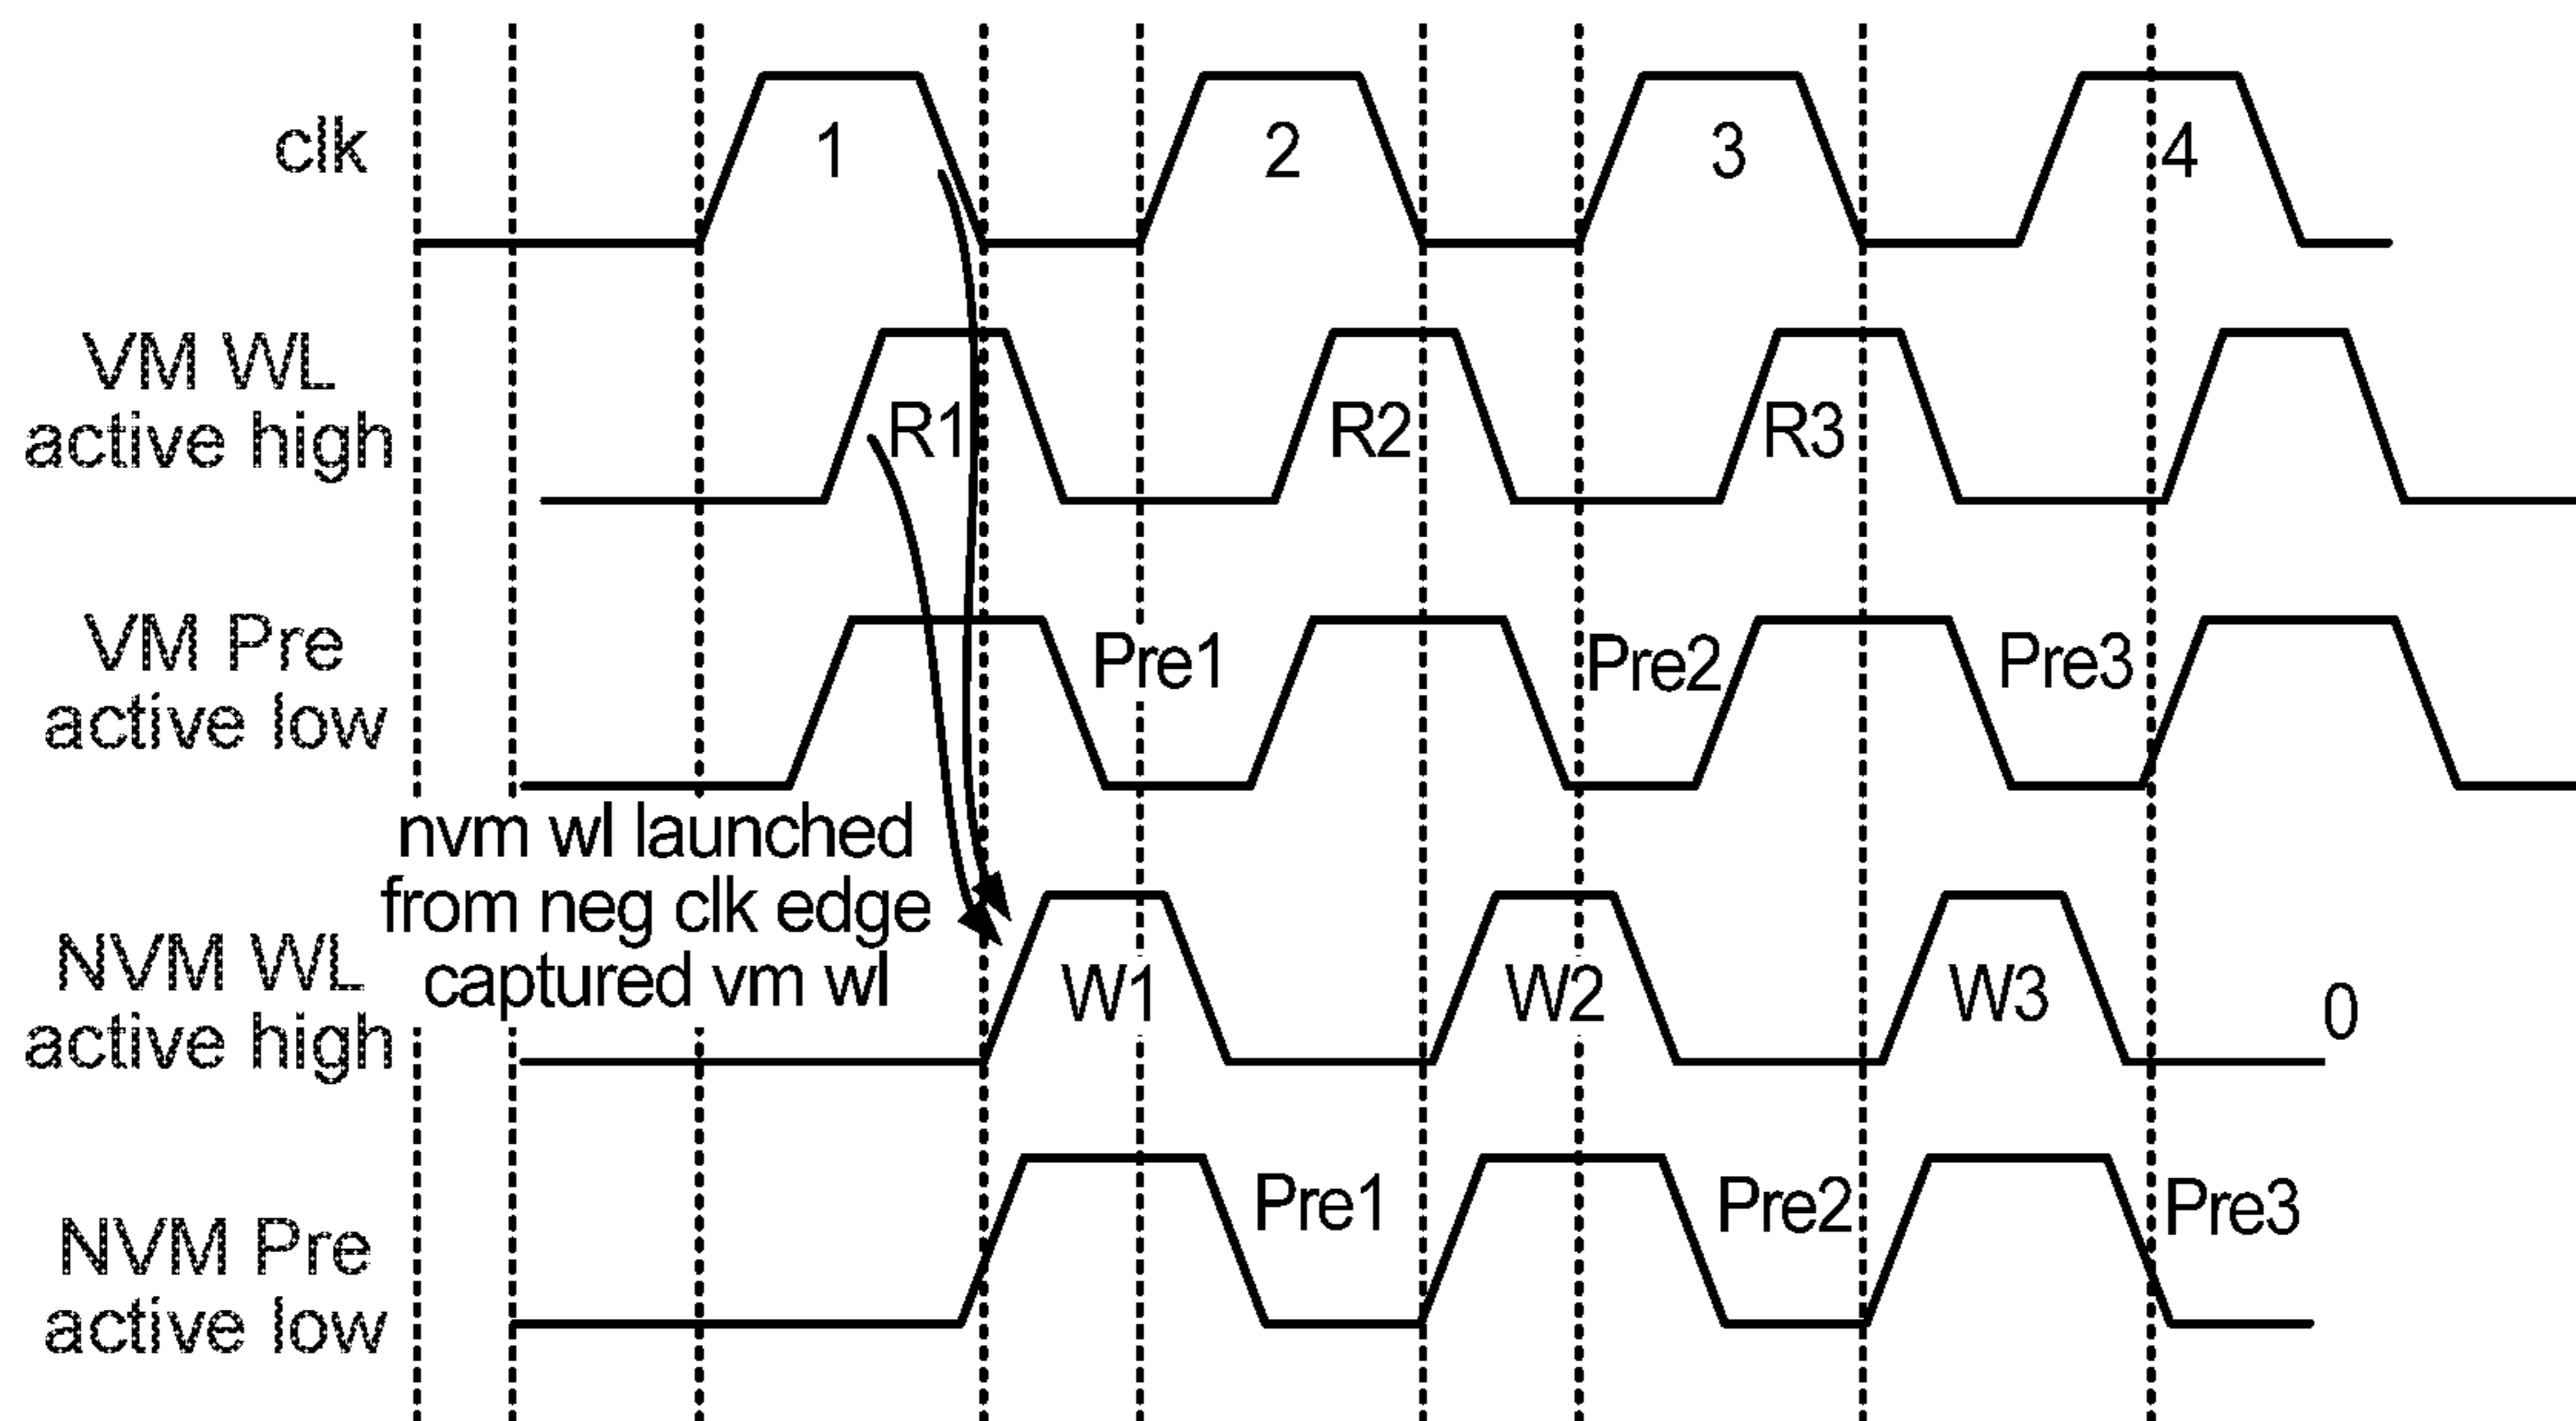 clk
1
2
3
4
VM WL
active high
R1
R2
R3
VM Pre
active low
Pre1
Pre2
Pre3
nvm wl launched
from neg clk edge
captured vm wl
NVM WL
active high
W1
W2
W3
0
NVM Pre
active low
Pre1
Pre2
Pre3